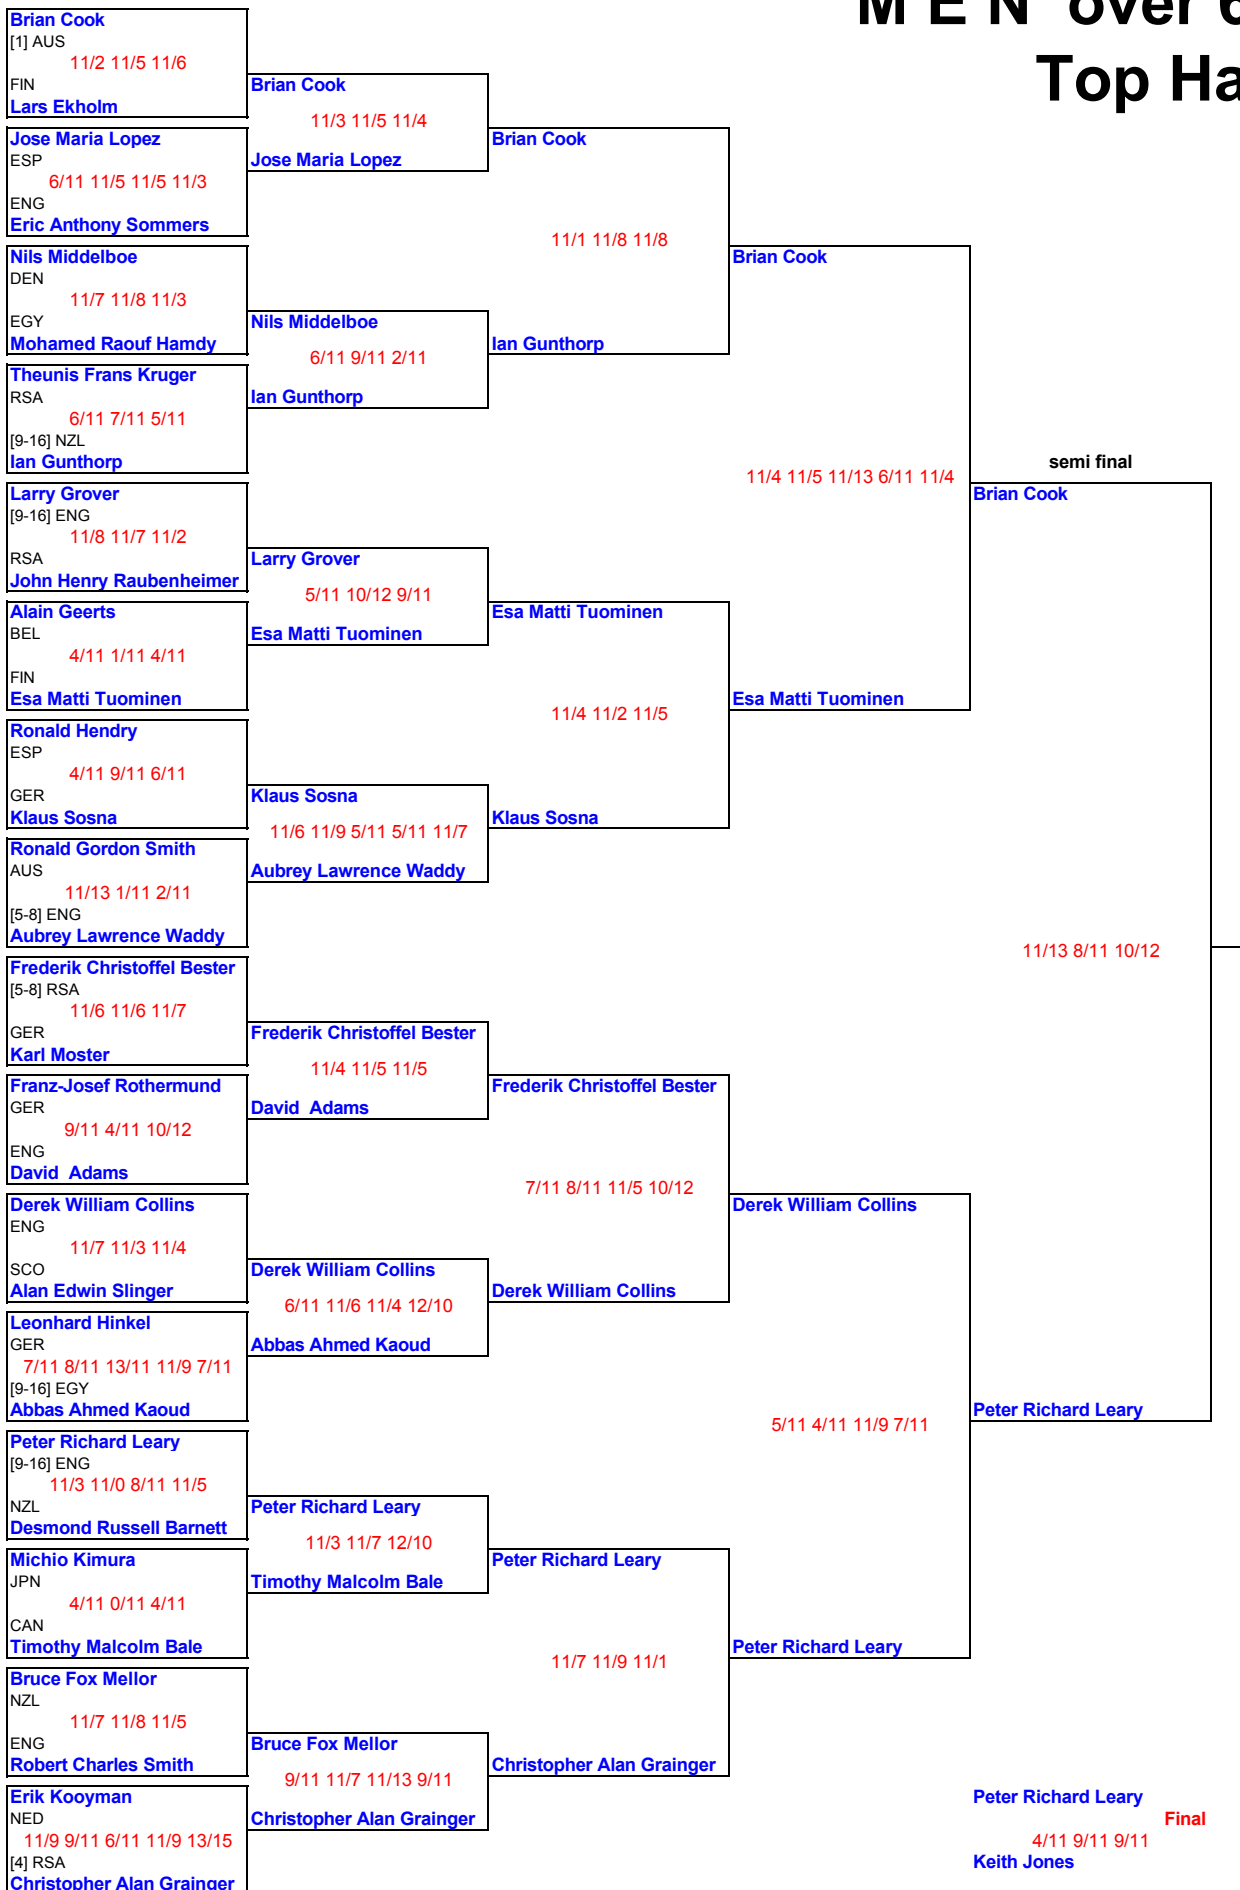 M E N over 6
Top Ha
Brian Cook
[1] AUS
11/2 11/5 11/6
FIN
Lars Ekholm
Jose Maria Lopez
ESP
6/11 11/5 11/5 11/3
ENG
Eric Anthony Sommers
Nils Middelboe
DEN
11/7 11/8 11/3
EGY
Mohamed Raouf Hamdy
Theunis Frans Kruger
RSA
6/11 7/11 5/11
[9-16] NZL
Ian Gunthorp
Larry Grover
[9-16] ENG
11/8 11/7 11/2
RSA
John Henry Raubenheimer
Alain Geerts
BEL
4/11 1/11 4/11
FIN
Esa Matti Tuominen
Ronald Hendry
ESP
4/11 9/11 6/11
GER
Klaus Sosna
Ronald Gordon Smith
AUS
11/13 1/11 2/11
[5-8] ENG
Aubrey Lawrence Waddy
Frederik Christoffel Bester
[5-8] RSA
11/6 11/6 11/7
GER
Karl Moster
Franz-Josef Rothermund
GER
9/11 4/11 10/12
ENG
David  Adams
Derek William Collins
ENG
11/7 11/3 11/4
SCO
Alan Edwin Slinger
Leonhard Hinkel
GER
7/11 8/11 13/11 11/9 7/11
[9-16] EGY
Abbas Ahmed Kaoud
Peter Richard Leary
[9-16] ENG
11/3 11/0 8/11 11/5
NZL
Desmond Russell Barnett
Michio Kimura
JPN
4/11 0/11 4/11
CAN
Timothy Malcolm Bale
Bruce Fox Mellor
NZL
11/7 11/8 11/5
ENG
Robert Charles Smith
Erik Kooyman
NED
11/9 9/11 6/11 11/9 13/15
[4] RSA
Christopher Alan Grainger
Brian Cook
11/3 11/5 11/4
Jose Maria Lopez
Nils Middelboe
6/11 9/11 2/11
Ian Gunthorp
Larry Grover
5/11 10/12 9/11
Esa Matti Tuominen
Klaus Sosna
11/6 11/9 5/11 5/11 11/7
Aubrey Lawrence Waddy
Frederik Christoffel Bester
11/4 11/5 11/5
David  Adams
Derek William Collins
6/11 11/6 11/4 12/10
Abbas Ahmed Kaoud
Peter Richard Leary
11/3 11/7 12/10
Timothy Malcolm Bale
Bruce Fox Mellor
9/11 11/7 11/13 9/11
Christopher Alan Grainger
Brian Cook
11/1 11/8 11/8
Ian Gunthorp
Esa Matti Tuominen
11/4 11/2 11/5
Klaus Sosna
Frederik Christoffel Bester
7/11 8/11 11/5 10/12
Derek William Collins
Peter Richard Leary
11/7 11/9 11/1
Christopher Alan Grainger
Brian Cook
11/4 11/5 11/13 6/11 11/4
Esa Matti Tuominen
Derek William Collins
5/11 4/11 11/9 7/11
Peter Richard Leary
semi final
Brian Cook
11/13 8/11 10/12
Peter Richard Leary
Peter Richard Leary
Final
4/11 9/11 9/11
Keith Jones